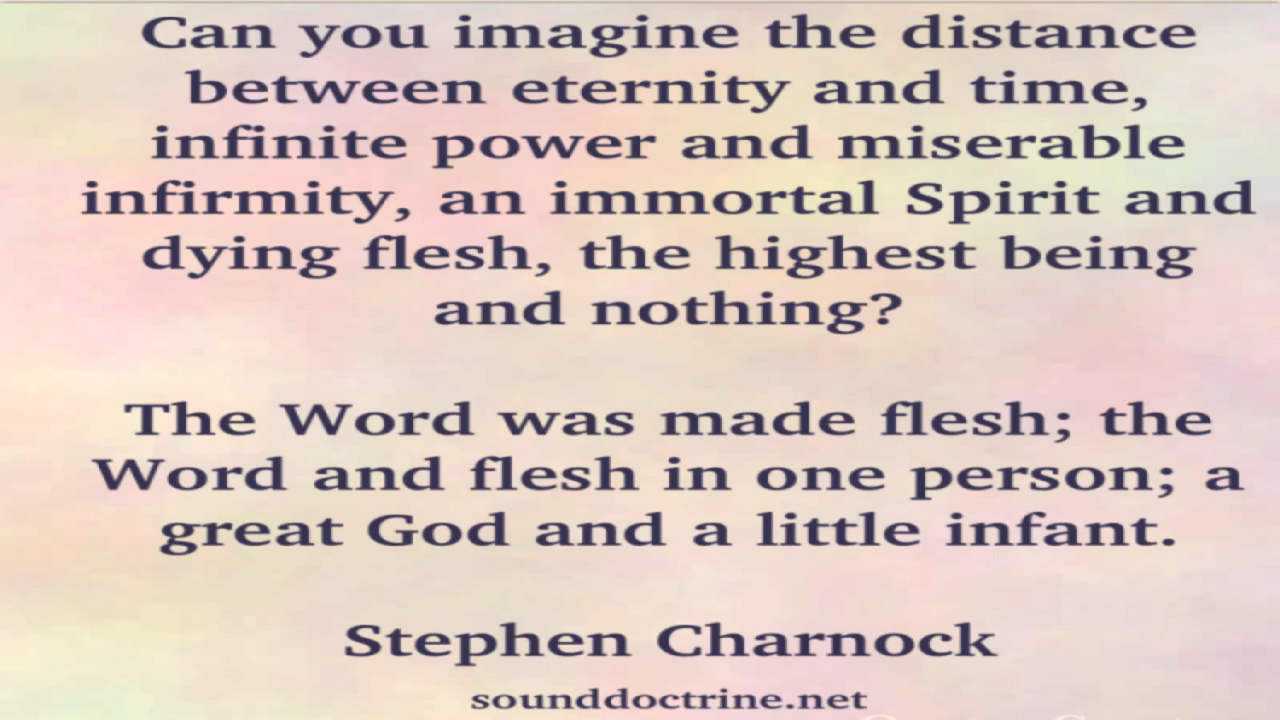 Can you imagine the distance
between eternity and time,
infinite power and miserable
infirmity, an immortal Spirit and
dying flesh, the highest being
and nothing?
The Word was made flesh; the
Word and flesh in one person; a
great God and a little infant.
Stephen Charnock
sounddoctrine.net